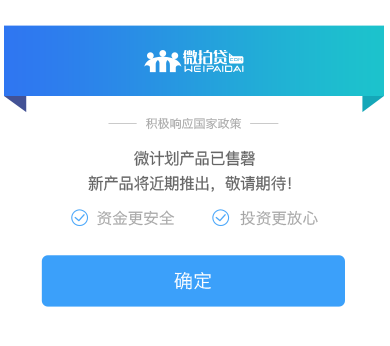 微拍贷.com
WEIPAIDAI
积极响应国家政策
微计划产品已售罄
新产品将近期推出，敬请期待！
资金更安全
投资更放心
确定